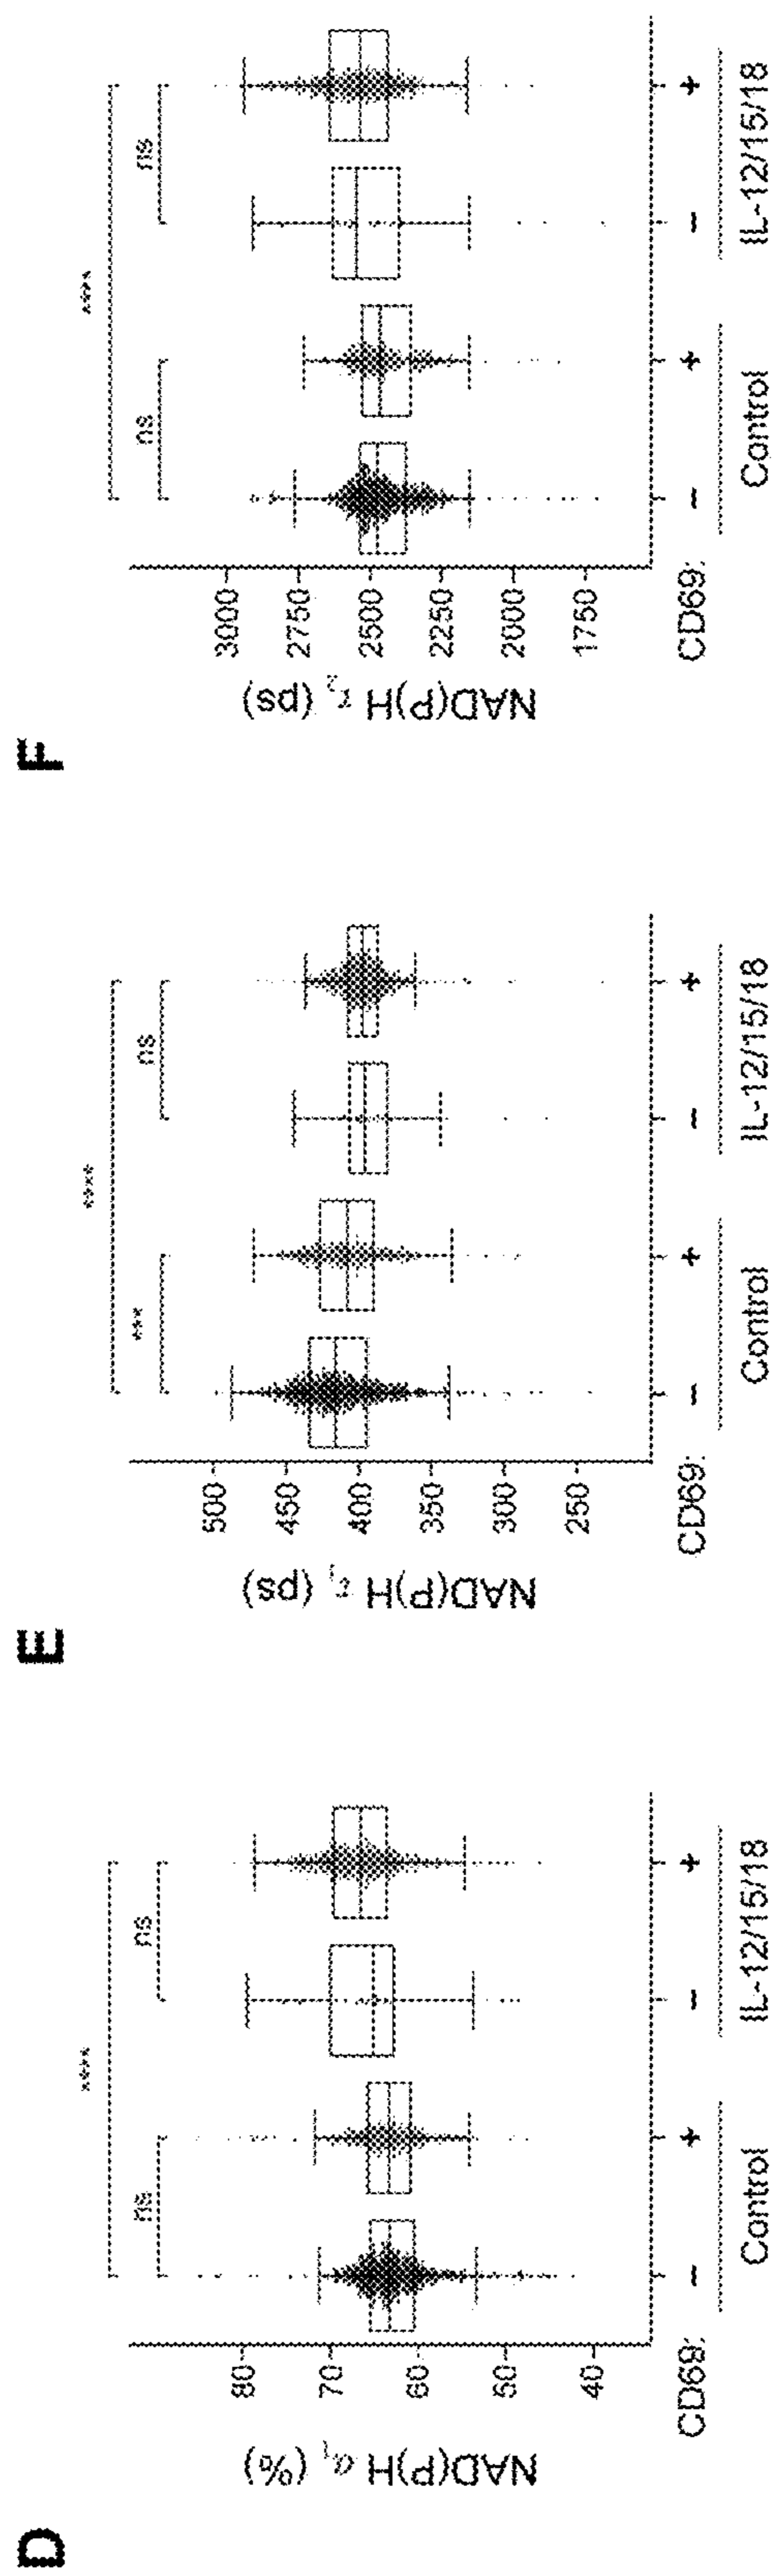 D
NAD(P)H α₁ (%)
80
70
60
50
40
****
ns
ns
CD69:
−
+
−
+
Control
IL-12/15/18
E
NAD(P)H τ₁ (ps)
500
450
400
350
300
250
****
***
ns
CD69:
−
+
−
+
Control
IL-12/15/18
F
NAD(P)H τ₂ (ps)
3000
2750
2500
2250
2000
1750
****
ns
ns
CD69:
−
+
−
+
Control
IL-12/15/18